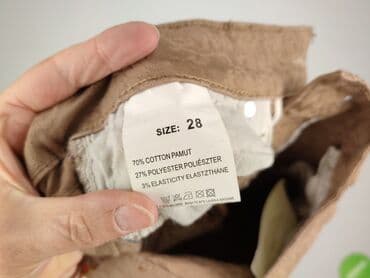 SIZE: 28
70% COTTON PAMUT
27% POLYESTER POLIÉSZTER
3% ELASTICITY ELASZTHANE